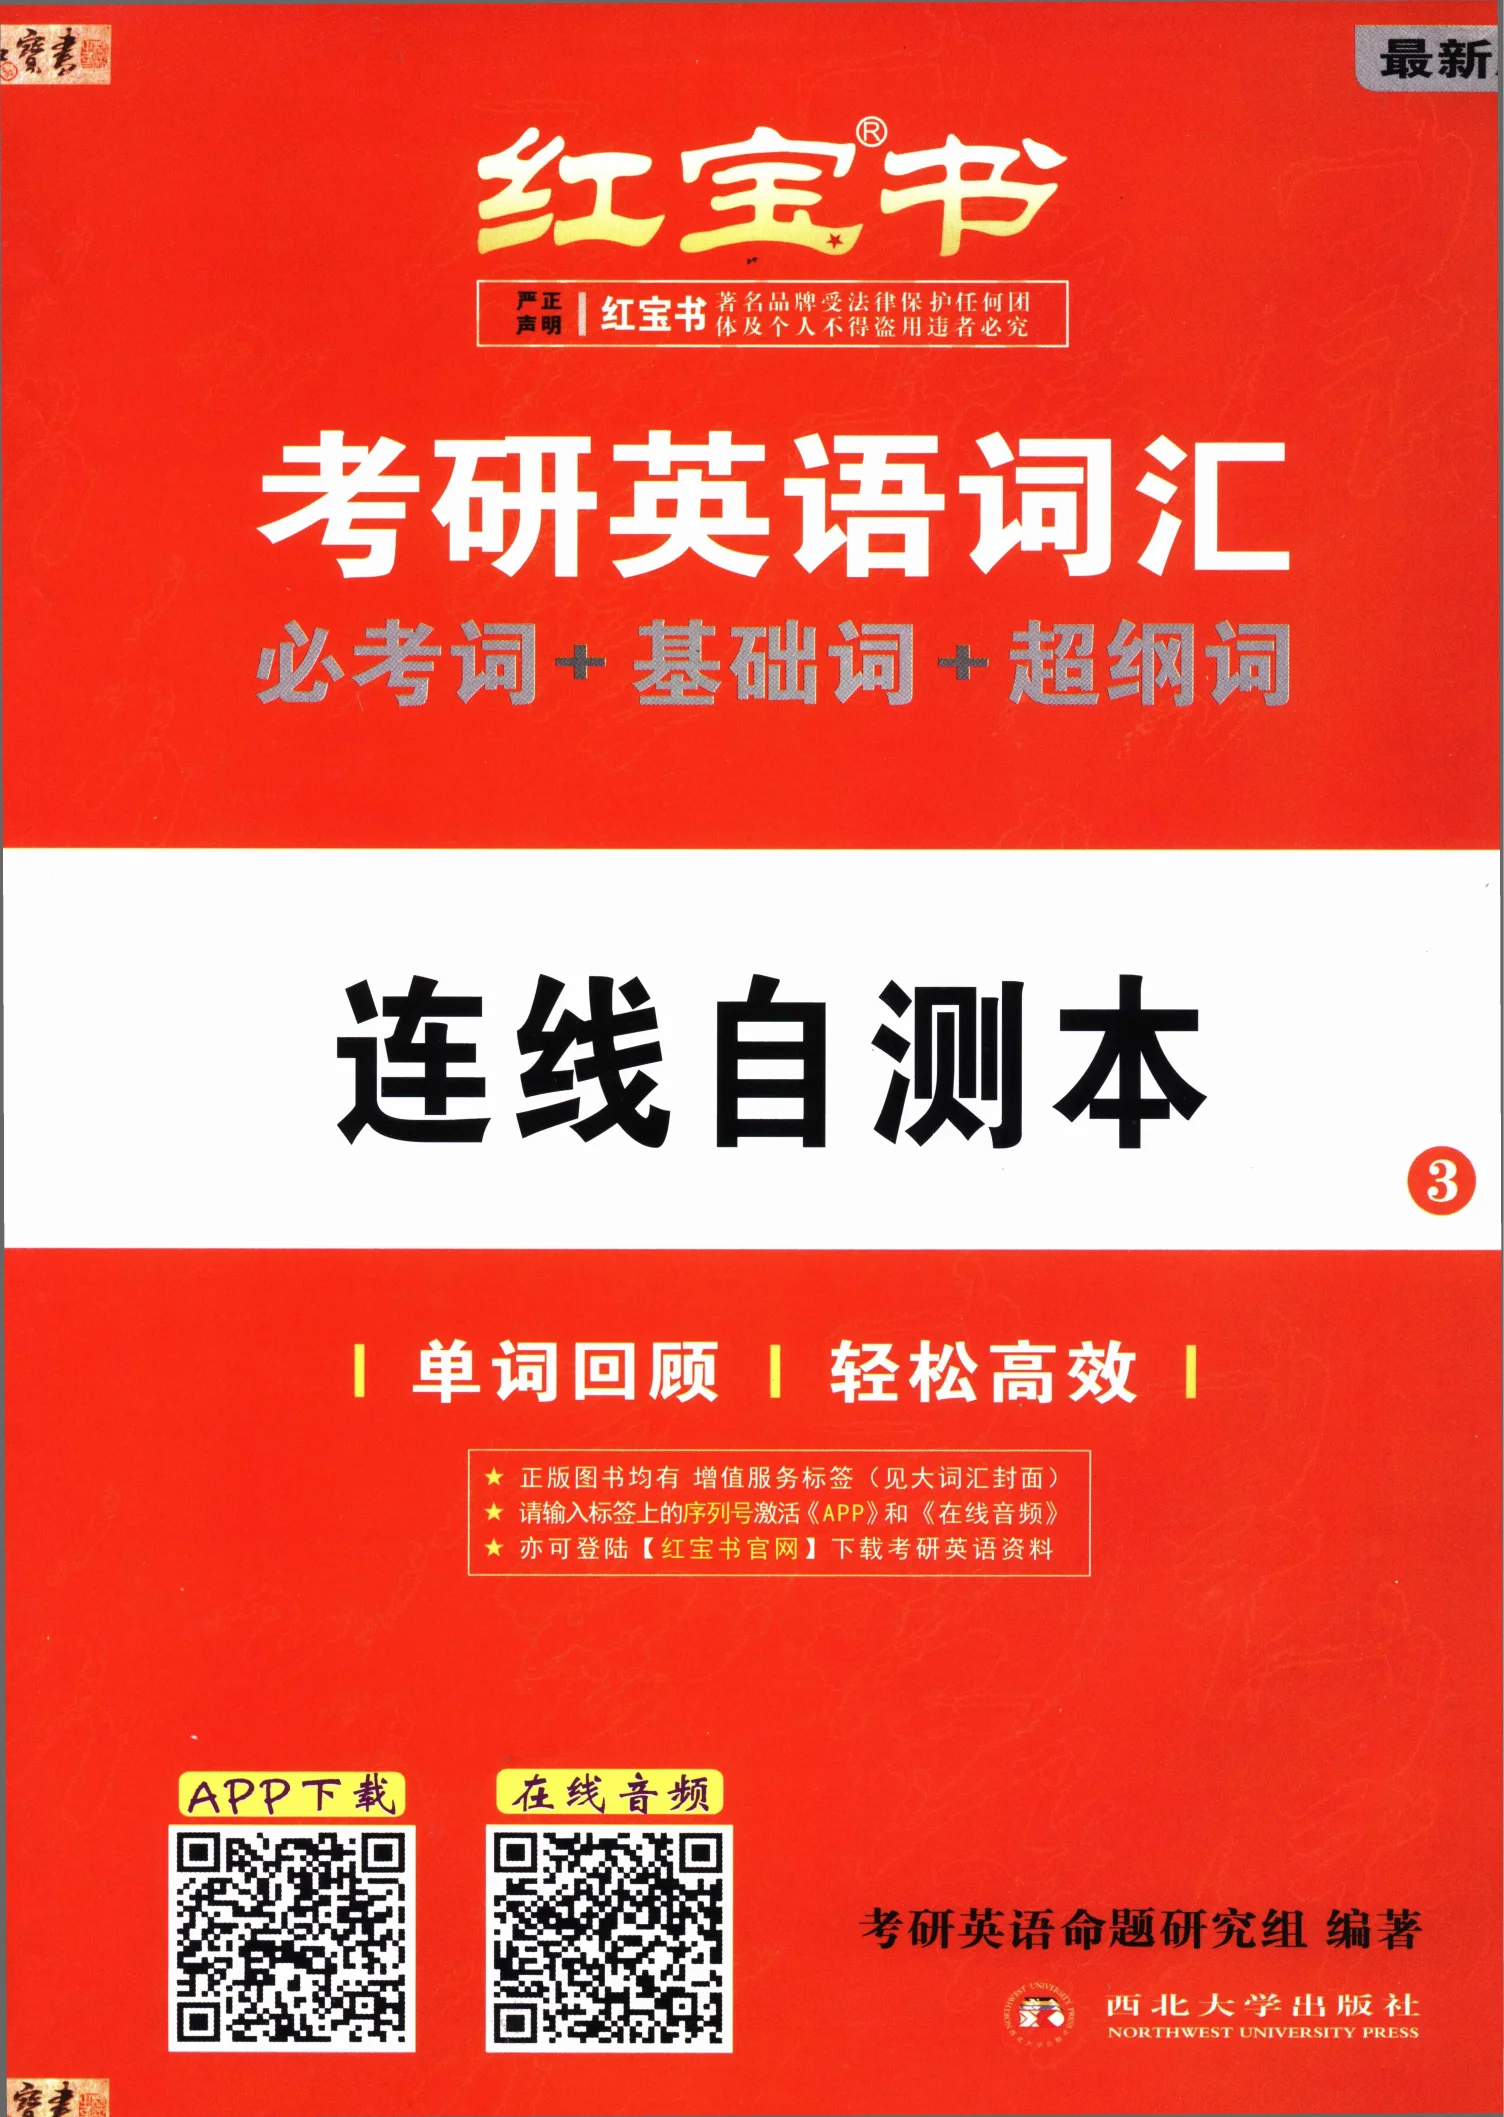 寶書
最新
红宝书®
严正声明
红宝书
著名品牌受法律保护任何团
体及个人不得盗用违者必究
考研英语词汇
必考词+基础词+超纲词
连线自测本
3
单词回顾 轻松高效
★ 正版图书均有 增值服务标签（见大词汇封面）
★ 请输入标签上的序列号激活《APP》和《在线音频》
★ 亦可登陆【红宝书官网】下载考研英语资料
APP下载
在线音频
考研英语命题研究组 编著
西北大学出版社
NORTHWEST UNIVERSITY PRESS
寶書